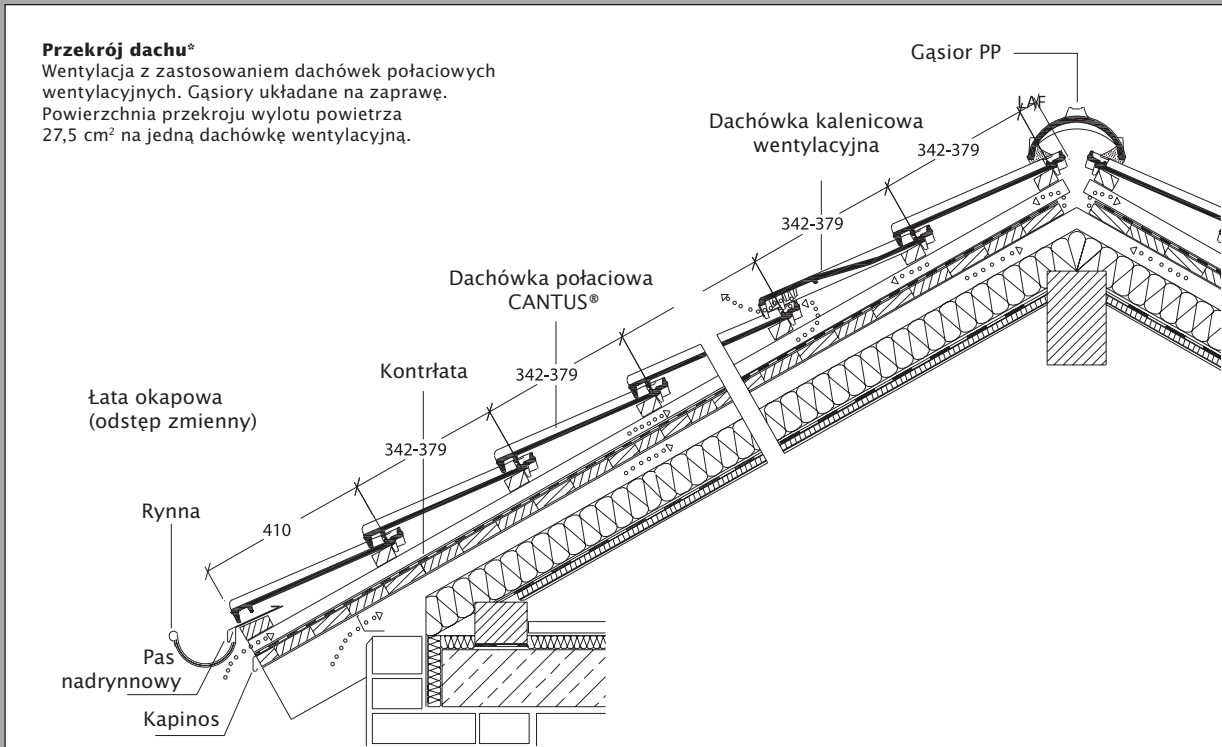 Przekrój dachu*
Wentylacja z zastosowaniem dachówek połaciowych
wentylacyjnych. Gąsiory układane na zaprawę.
Powierzchnia przekroju wylotu powietrza
27,5 cm² na jedną dachówkę wentylacyjną.
Gąsior PP
LAF
Dachówka kalenicowa
wentylacyjna
342-379
342-379
Dachówka połaciowa
CANTUS®
342-379
Kontrłata
342-379
Łata okapowa
(odstęp zmienny)
Rynna
410
Pas
nadrynnowy
Kapinos